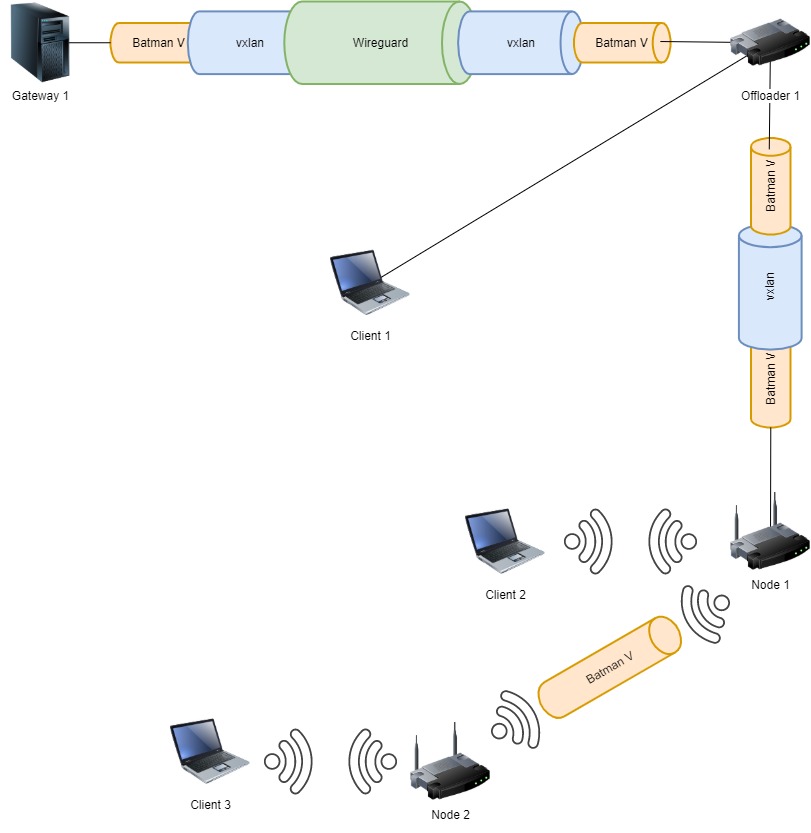 Batman V
vxlan
Wireguard
vxlan
Batman V
Gateway 1
Offloader 1
Batman V
vxlan
Batman V
Client 1
Client 2
Node 1
Batman V
Client 3
Node 2